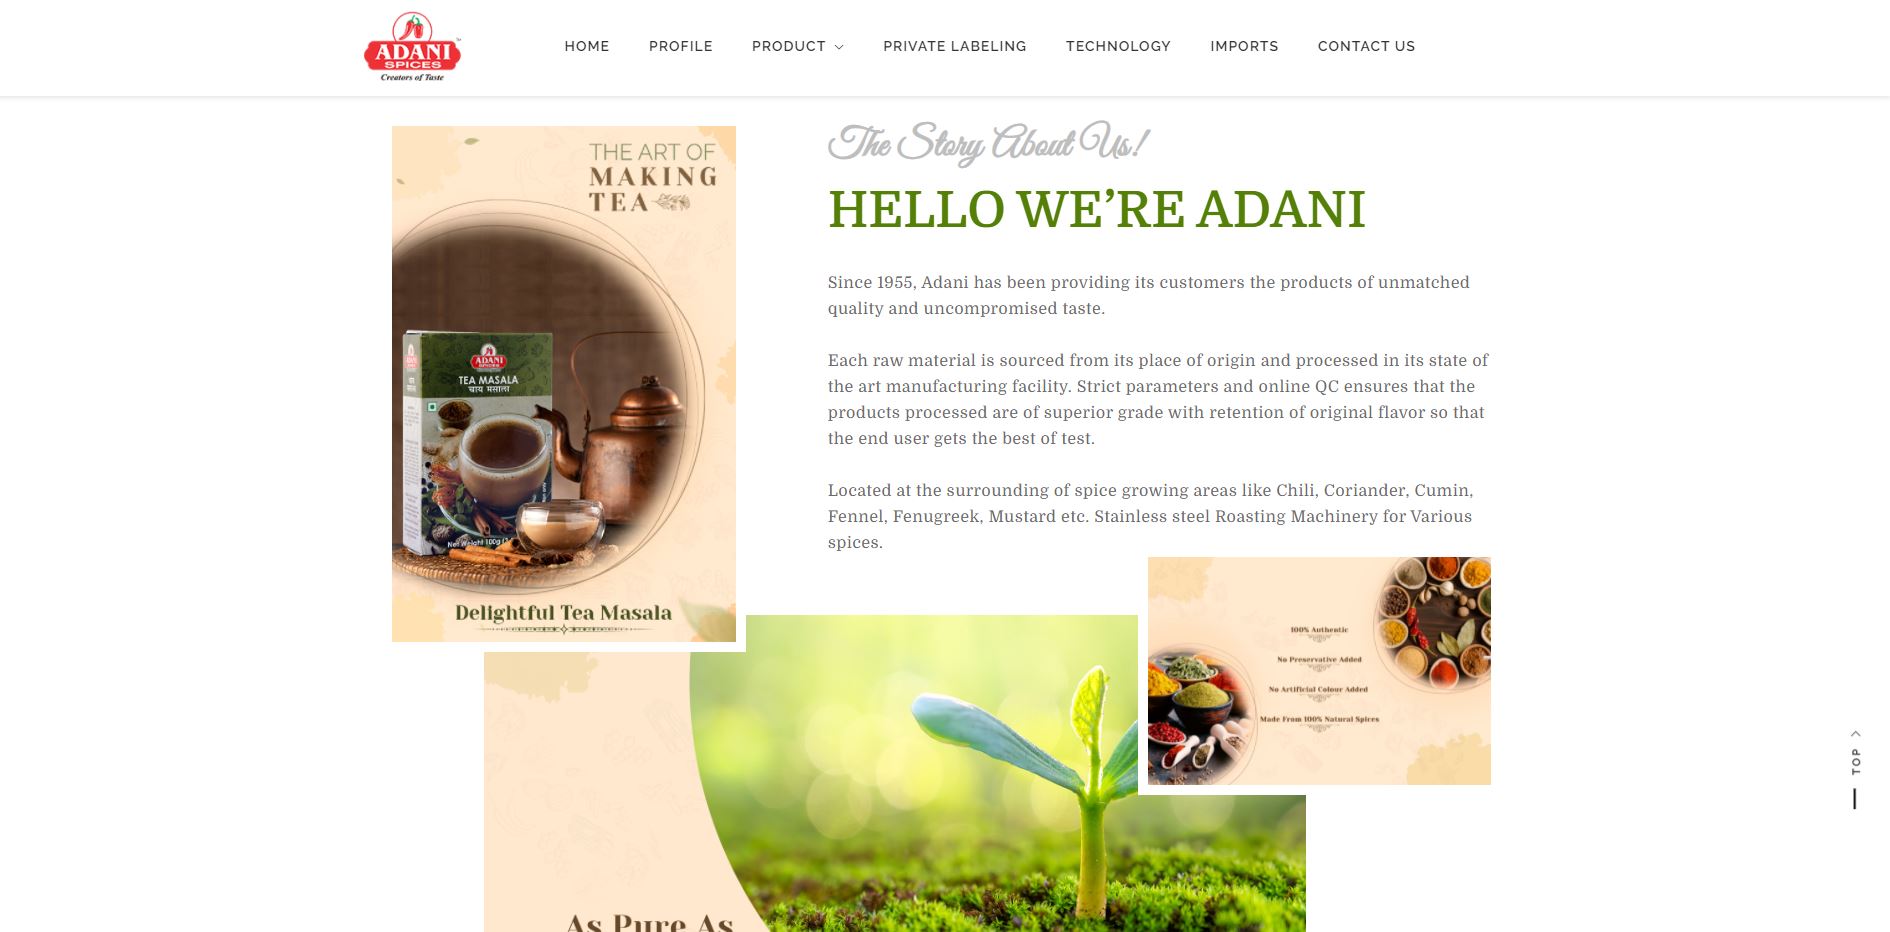 ADANI
SPICES
Creators of Taste
HOME
PROFILE
PRODUCT
PRIVATE LABELING
TECHNOLOGY
IMPORTS
CONTACT US
THE ART OF
MAKING
TEA
ADANI
SPICES
TEA MASALA
चाय मसाला
Net Weight 100g
Delightful Tea Masala
The Story About Us!
HELLO WE’RE ADANI
Since 1955, Adani has been providing its customers the products of unmatched
quality and uncompromised taste.
Each raw material is sourced from its place of origin and processed in its state of
the art manufacturing facility. Strict parameters and online QC ensures that the
products processed are of superior grade with retention of original flavor so that
the end user gets the best of test.
Located at the surrounding of spice growing areas like Chili, Coriander, Cumin,
Fennel, Fenugreek, Mustard etc. Stainless steel Roasting Machinery for Various
spices.
100% Authentic
No Preservative Added
No Artificial Colour Added
Made From 100% Natural Spices
As Pure As
TOP